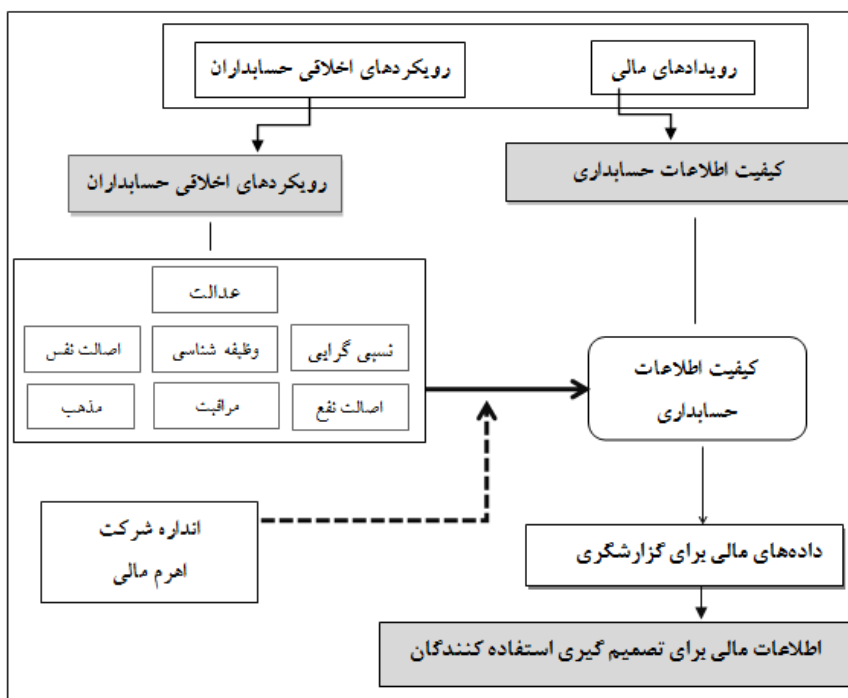 رویدادهای مالی
رویکردهای اخلاقی حسابداران
کیفیت اطلاعات حسابداری
رویکردهای اخلاقی حسابداران
عدالت
نسبی گرایی
وظیفه شناسی
اصالت نفس
اصالت نفع
مراقبت
مذهب
کیفیت اطلاعات
حسابداری
انداره شرکت
اهرم مالی
داده‌های مالی برای گزارشگری
اطلاعات مالی برای تصمیم گیری استفاده کنندگان